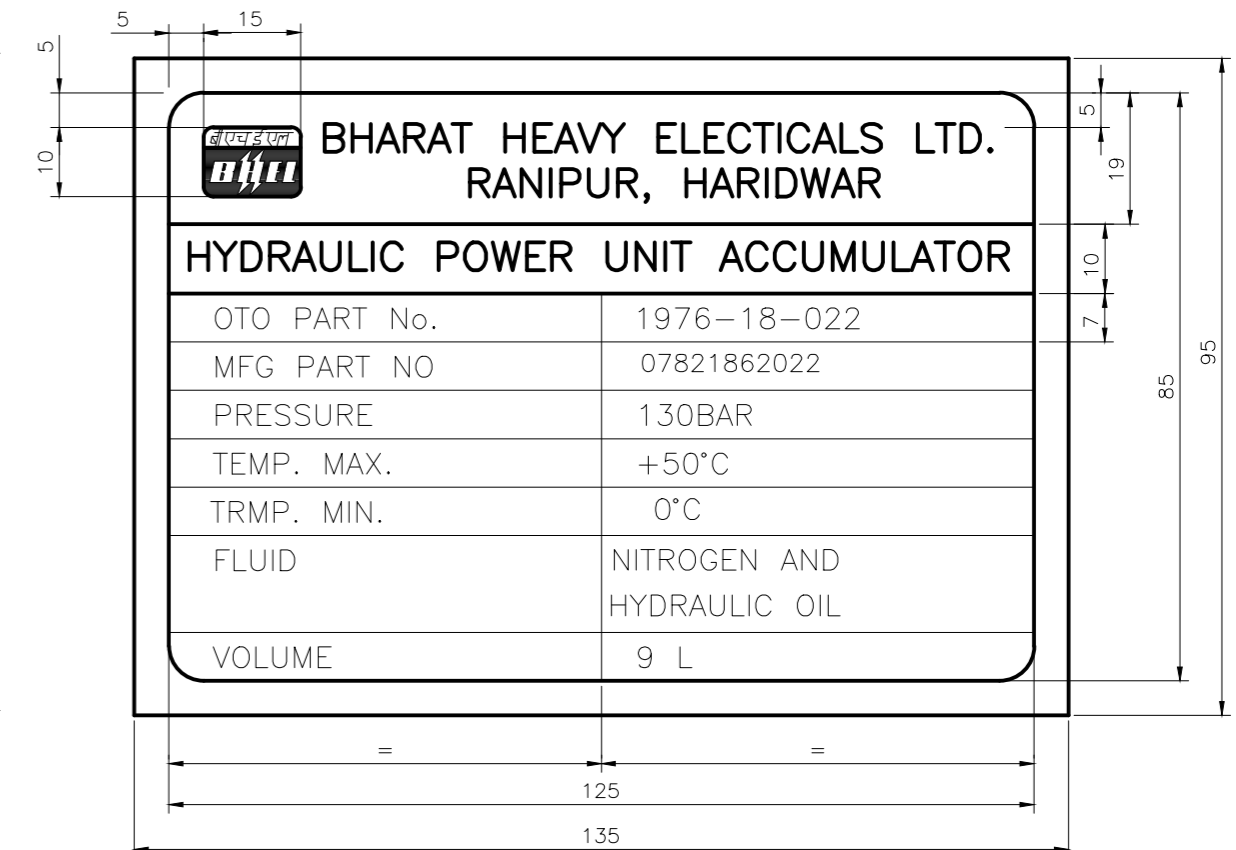 5 15
5
10
बीएचईएल
BHEL
BHARAT HEAVY ELECTICALS LTD.
RANIPUR, HARIDWAR
HYDRAULIC POWER UNIT ACCUMULATOR
OTO PART No. 1976-18-022
MFG PART NO 07821862022
PRESSURE 130BAR
TEMP. MAX. +50°C
TRMP. MIN. 0°C
FLUID NITROGEN AND
HYDRAULIC OIL
VOLUME 9 L
5
19
10
7
85
95
= =
125
135